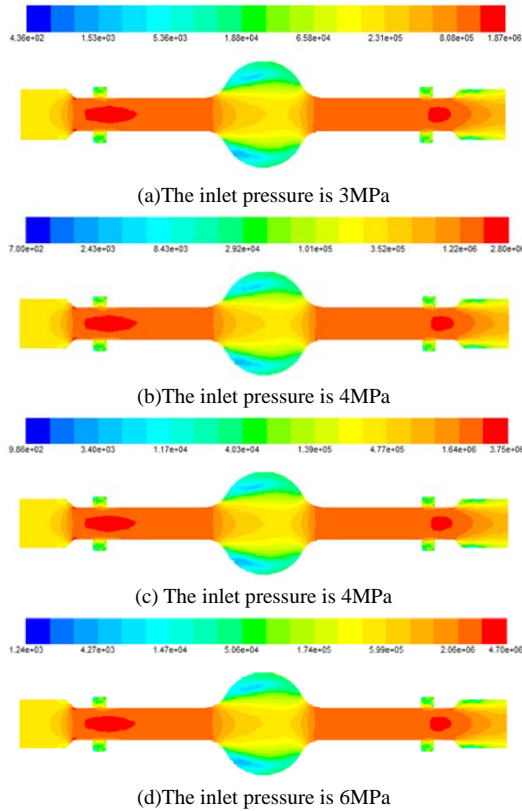 4.36e+02 1.53e+03 5.36e+03 1.88e+04 6.58e+04 2.31e+05 8.08e+05 1.87e+06
(a)The inlet pressure is 3MPa
7.00e+02 2.43e+03 8.43e+03 2.92e+04 1.01e+05 3.52e+05 1.22e+06 2.80e+06
(b)The inlet pressure is 4MPa
9.86e+02 3.40e+03 1.17e+04 4.03e+04 1.39e+05 4.77e+05 1.64e+06 3.75e+06
(c) The inlet pressure is 4MPa
1.24e+03 4.27e+03 1.47e+04 5.06e+04 1.74e+05 5.99e+05 2.06e+06 4.70e+06
(d)The inlet pressure is 6MPa